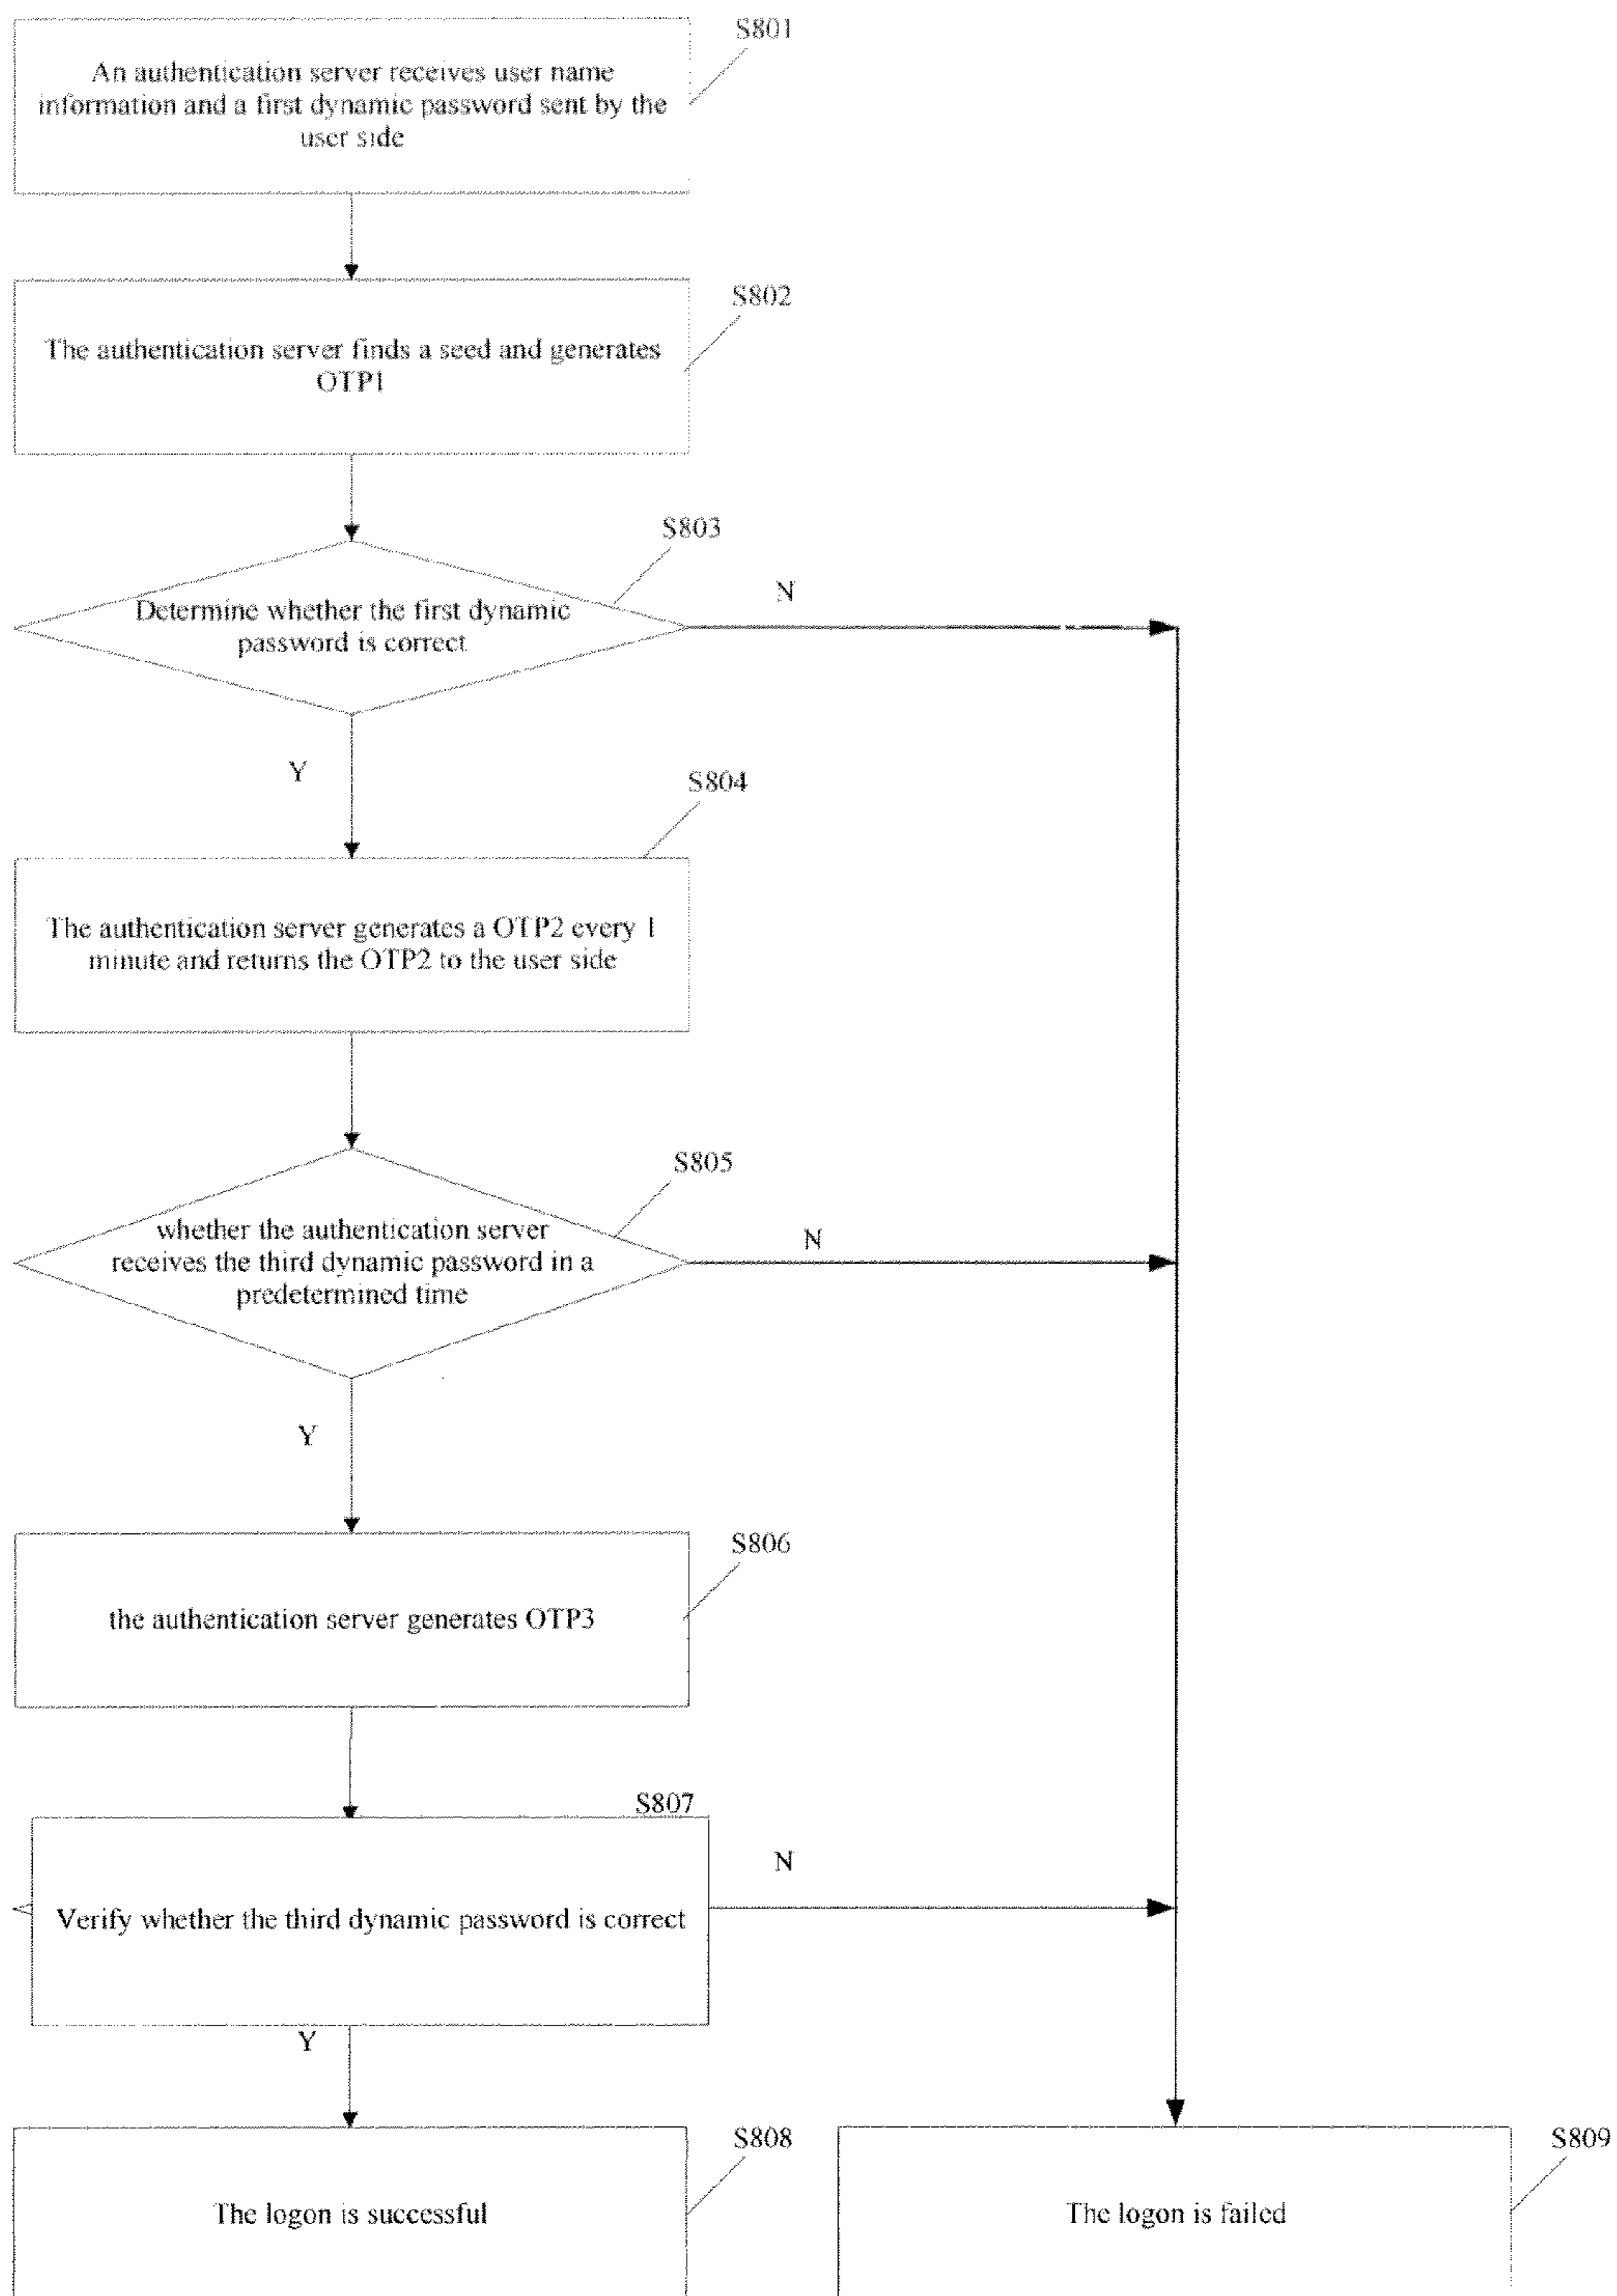 S801
An authentication server receives user name
information and a first dynamic password sent by the
user side
S802
The authentication server finds a seed and generates
OTP1
S803
Determine whether the first dynamic
password is correct
N
Y
S804
The authentication server generates a OTP2 every 1
minute and returns the OTP2 to the user side
S805
whether the authentication server
receives the third dynamic password in a
predetermined time
N
Y
S806
the authentication server generates OTP3
S807
N
Verify whether the third dynamic password is correct
Y
S808
The logon is successful
S809
The logon is failed